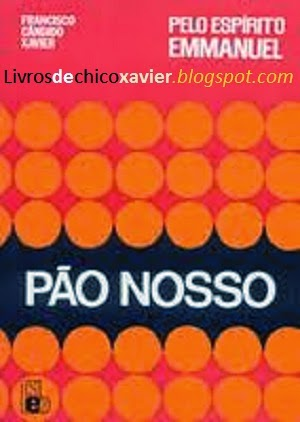 FRANCISCO
CÂNDIDO
XAVIER
PELO ESPÍRITO
EMMANUEL
Livrosdechicoxavier.blogspot.com
PÃO NOSSO